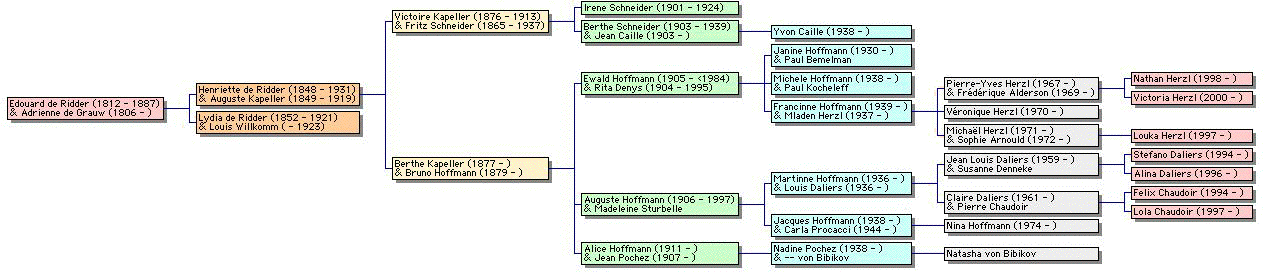 Edouard de Ridder (1812 - 1887)
& Adrienne de Grauw (1806 - )
Henriette de Ridder (1848 - 1931)
& Auguste Kapeller (1849 - 1919)
Lydia de Ridder (1852 - 1921)
& Louis Willkomm ( - 1923)
Victoire Kapeller (1876 - 1913)
& Fritz Schneider (1865 - 1937)
Berthe Kapeller (1877 - )
& Bruno Hoffmann (1879 - )
Irene Schneider (1901 - 1924)
Berthe Schneider (1903 - 1939)
& Jean Caille (1903 - )
Ewald Hoffmann (1905 - <1984)
& Rita Denys (1904 - 1995)
Auguste Hoffmann (1906 - 1997)
& Madeleine Sturbelle
Alice Hoffmann (1911 - )
& Jean Pochez (1907 - )
Yvon Caille (1938 - )
Janine Hoffmann (1930 - )
& Paul Bemelman
Michele Hoffmann (1938 - )
& Paul Kocheleff
Francinne Hoffmann (1939 - )
& Mladen Herzl (1937 - )
Martinne Hoffmann (1936 - )
& Louis Daliers (1936 - )
Jacques Hoffmann (1938 - )
& Carla Procacci (1944 - )
Nadine Pochez (1938 - )
& -- von Bibikov
Pierre-Yves Herzl (1967 - )
& Frédérique Alderson (1969 - )
Véronique Herzl (1970 - )
Michaël Herzl (1971 - )
& Sophie Arnould (1972 - )
Jean Louis Daliers (1959 - )
& Susanne Denneke
Claire Daliers (1961 - )
& Pierre Chaudoir
Nina Hoffmann (1974 - )
Natasha von Bibikov
Nathan Herzl (1998 - )
Victoria Herzl (2000 - )
Louka Herzl (1997 - )
Stefano Daliers (1994 - )
Alina Daliers (1996 - )
Felix Chaudoir (1994 - )
Lola Chaudoir (1997 - )